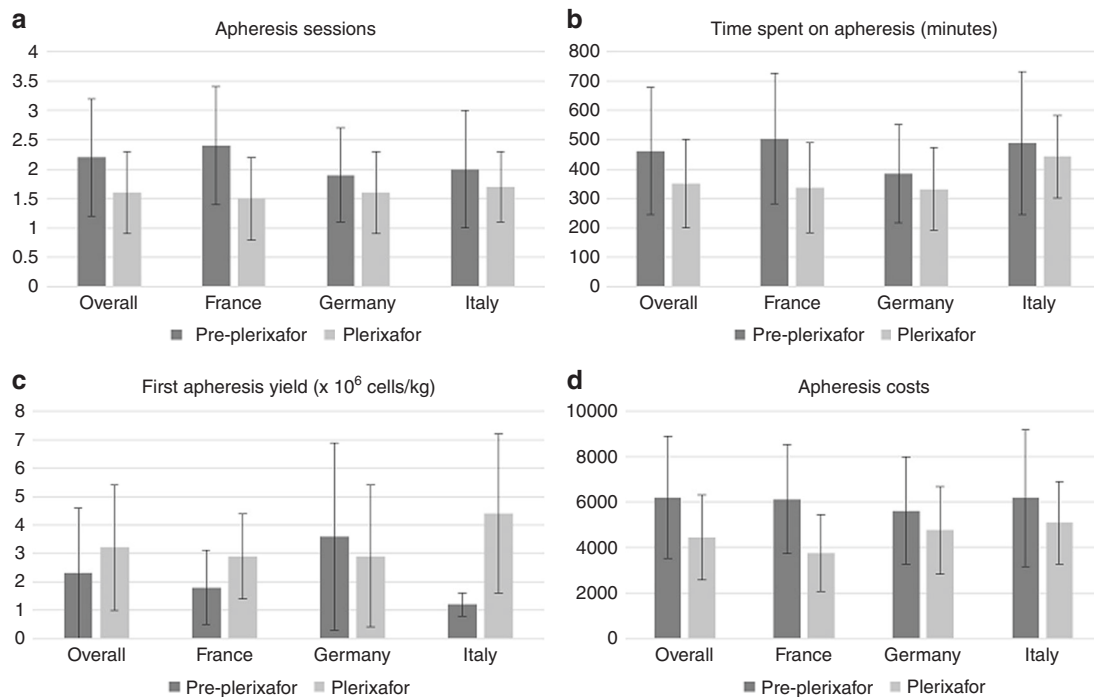 a
Apheresis sessions
4
3.5
3
2.5
2
1.5
1
0.5
0
Overall France Germany Italy
Pre-plerixafor Plerixafor
b
Time spent on apheresis (minutes)
800
700
600
500
400
300
200
100
0
Overall France Germany Italy
Pre-plerixafor Plerixafor
c
First apheresis yield (x 10⁶ cells/kg)
8
7
6
5
4
3
2
1
0
Overall France Germany Italy
Pre-plerixafor Plerixafor
d
Apheresis costs
10000
8000
6000
4000
2000
0
Overall France Germany Italy
Pre-plerixafor Plerixafor